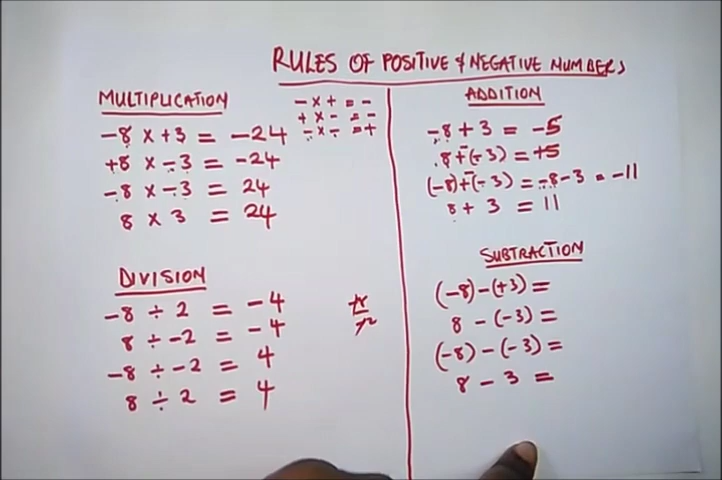 RULES OF POSITIVE & NEGATIVE NUMBERS
MULTIPLICATION
-8 x +3 = -24
+8 x -3 = -24
-8 x -3 = 24
8 x 3 = 24
- x + = -
+ x - = -
- x - = +
DIVISION
-8 ÷ 2 = -4
8 ÷ -2 = -4
-8 ÷ -2 = 4
8 ÷ 2 = 4
ADDITION
-8 + 3 = -5
8 + (-3) = +5
(-8) + (-3) = -8 - 3 = -11
8 + 3 = 11
SUBTRACTION
(-8) - (+3) =
8 - (-3) =
(-8) - (-3) =
8 - 3 =